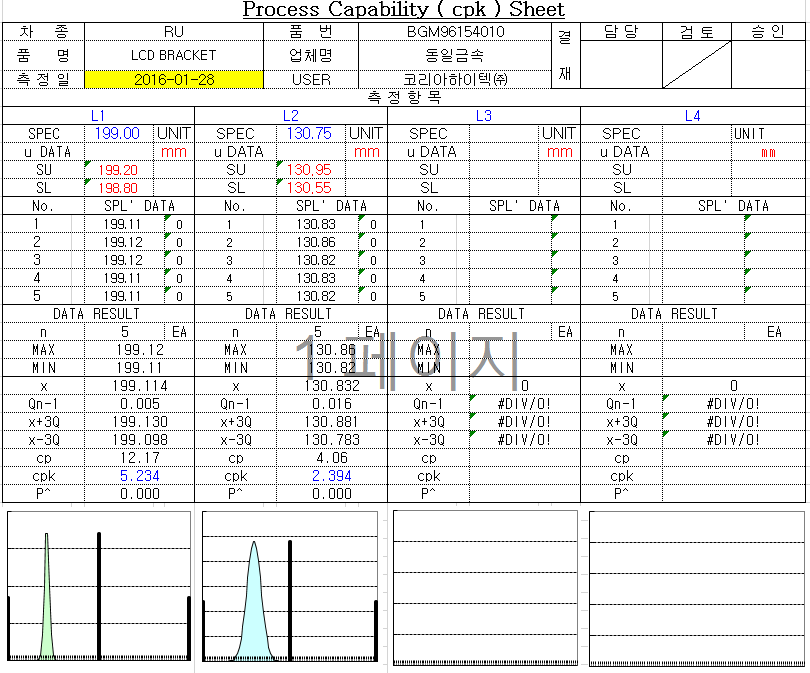 Process Capability ( cpk ) Sheet
차 종 RU 품 번 BGM96154010 결 재 담 당 검 토 승 인
품 명 LCD BRACKET 업체명 동일금속
측 정 일 2016-01-28 USER 코리아하이텍㈜
측 정 항 목
L1 L2 L3 L4
SPEC 199.00 UNIT SPEC 130.75 UNIT SPEC UNIT SPEC UNIT
u DATA mm u DATA mm u DATA mm u DATA mm
SU 199.20 SU 130.95 SU SU
SL 198.80 SL 130.55 SL SL
No. SPL' DATA No. SPL' DATA No. SPL' DATA No. SPL' DATA
1 199.11 0 1 130.83 0 1 1
2 199.12 0 2 130.86 0 2 2
3 199.12 0 3 130.82 0 3 3
4 199.11 0 4 130.83 0 4 4
5 199.11 0 5 130.82 0 5 5
DATA RESULT DATA RESULT DATA RESULT DATA RESULT
n 5 EA n 5 EA n EA n EA
MAX 199.12 MAX 130.86 MAX MAX
MIN 199.11 MIN 130.82 MIN MIN
1 페이지
x 199.114 x 130.832 x 0 x 0
Qn-1 0.005 Qn-1 0.016 Qn-1 #DIV/0! Qn-1 #DIV/0!
x+3Q 199.130 x+3Q 130.881 x+3Q #DIV/0! x+3Q #DIV/0!
x-3Q 199.098 x-3Q 130.783 x-3Q #DIV/0! x-3Q #DIV/0!
cp 12.17 cp 4.06 cp cp
cpk 5.234 cpk 2.394 cpk cpk
P^ 0.000 P^ 0.000 P^ P^